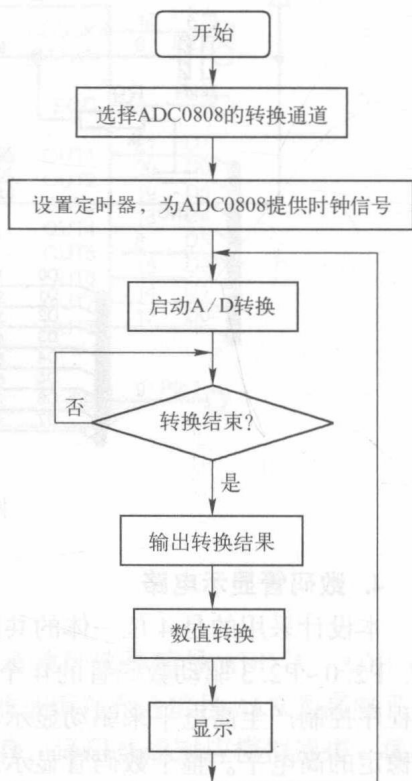 开始
选择ADC0808的转换通道
设置定时器，为ADC0808提供时钟信号
启动A/D转换
否
转换结束?
是
输出转换结果
数值转换
显示